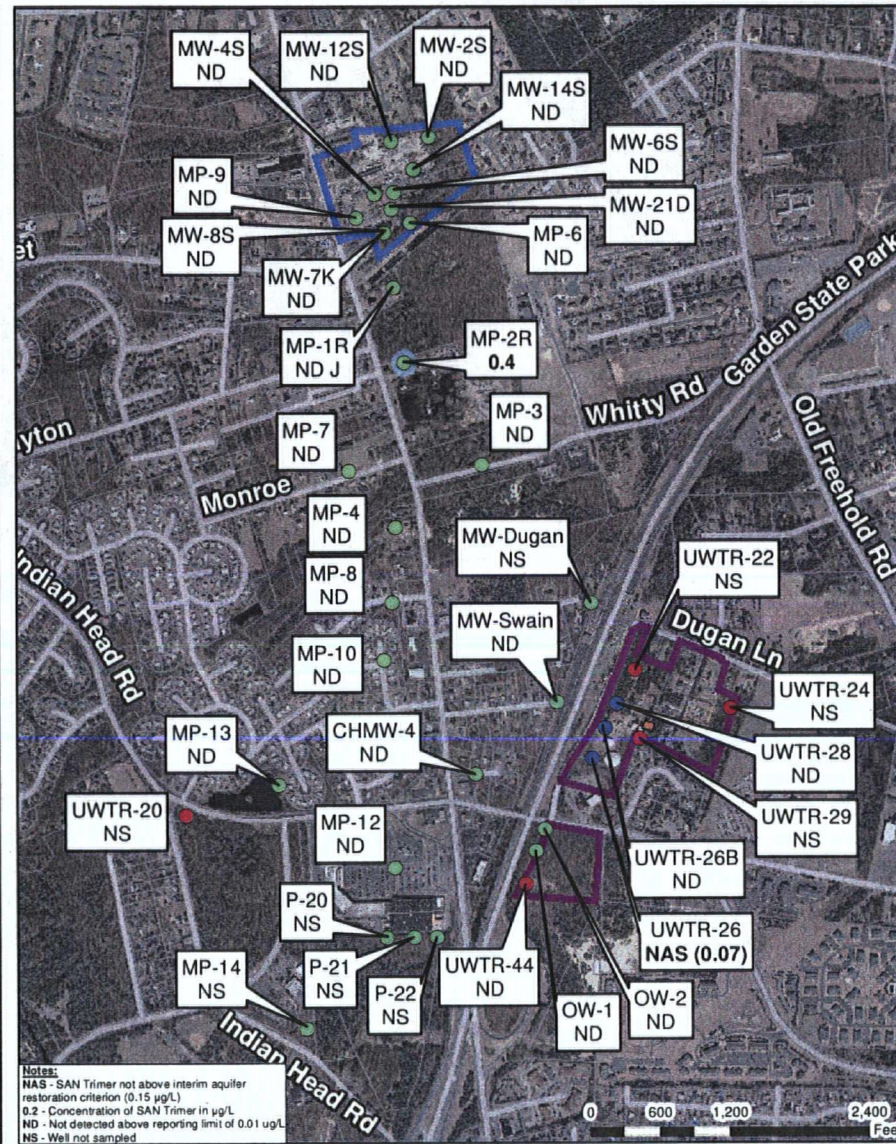 MW-4S
ND
MW-12S
ND
MW-2S
ND
MW-14S
ND
MW-6S
ND
MP-9
ND
MW-21D
ND
MW-8S
ND
MP-6
ND
MW-7K
ND
et
MP-1R
ND J
MP-2R
0.4
Garden State Park
Whitty Rd
Old Freehold Rd
MP-3
ND
MP-7
ND
yton
Monroe
MP-4
ND
MW-Dugan
NS
UWTR-22
NS
MP-8
ND
Indian Head Rd
MW-Swain
ND
Dugan Ln
MP-10
ND
UWTR-24
NS
CHMW-4
ND
MP-13
ND
UWTR-28
ND
UWTR-20
NS
MP-12
ND
UWTR-29
NS
UWTR-26B
ND
P-20
NS
UWTR-26
NAS (0.07)
P-21
NS
MP-14
NS
P-22
NS
UWTR-44
ND
OW-2
ND
OW-1
ND
Indian Head Rd
Notes:
NAS - SAN Trimer not above interim aquifer
restoration criterion (0.15 µg/L)
0.2 - Concentration of SAN Trimer in µg/L
ND - Not detected above reporting limit of 0.01 ug/L
NS - Well not sampled
0 600 1,200 2,400
Fee